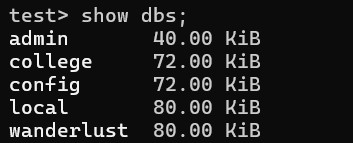 test> show dbs;
admin       40.00 KiB
college     72.00 KiB
config      72.00 KiB
local       80.00 KiB
wanderlust  80.00 KiB